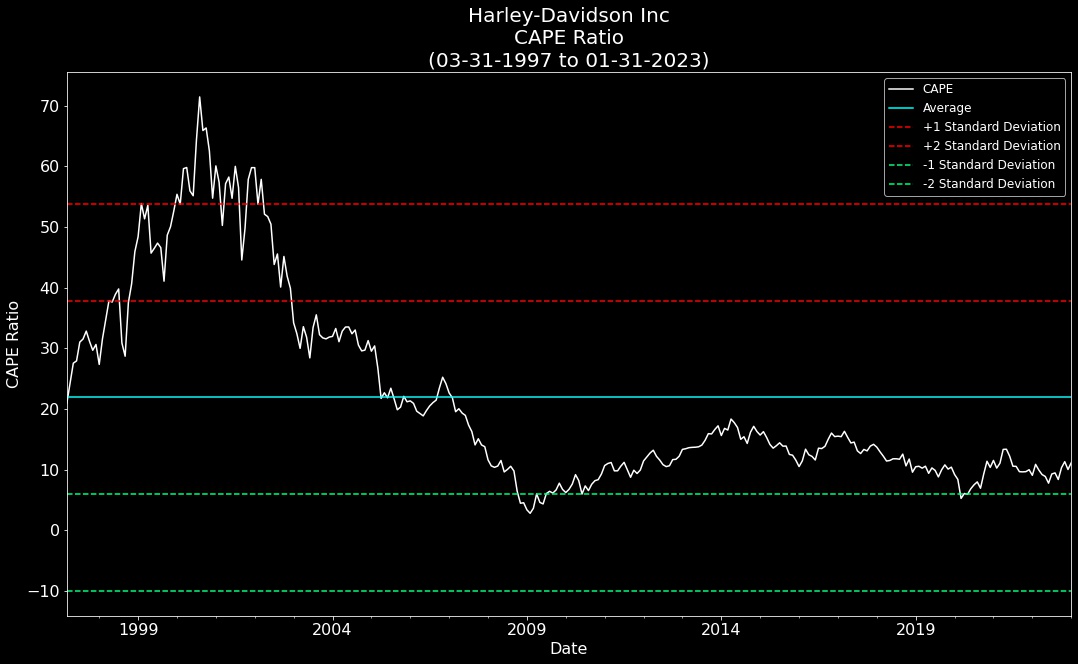 Harley-Davidson Inc
CAPE Ratio
(03-31-1997 to 01-31-2023)
CAPE
Average
+1 Standard Deviation
+2 Standard Deviation
-1 Standard Deviation
-2 Standard Deviation
CAPE Ratio
70
60
50
40
30
20
10
0
−10
1999
2004
2009
2014
2019
Date